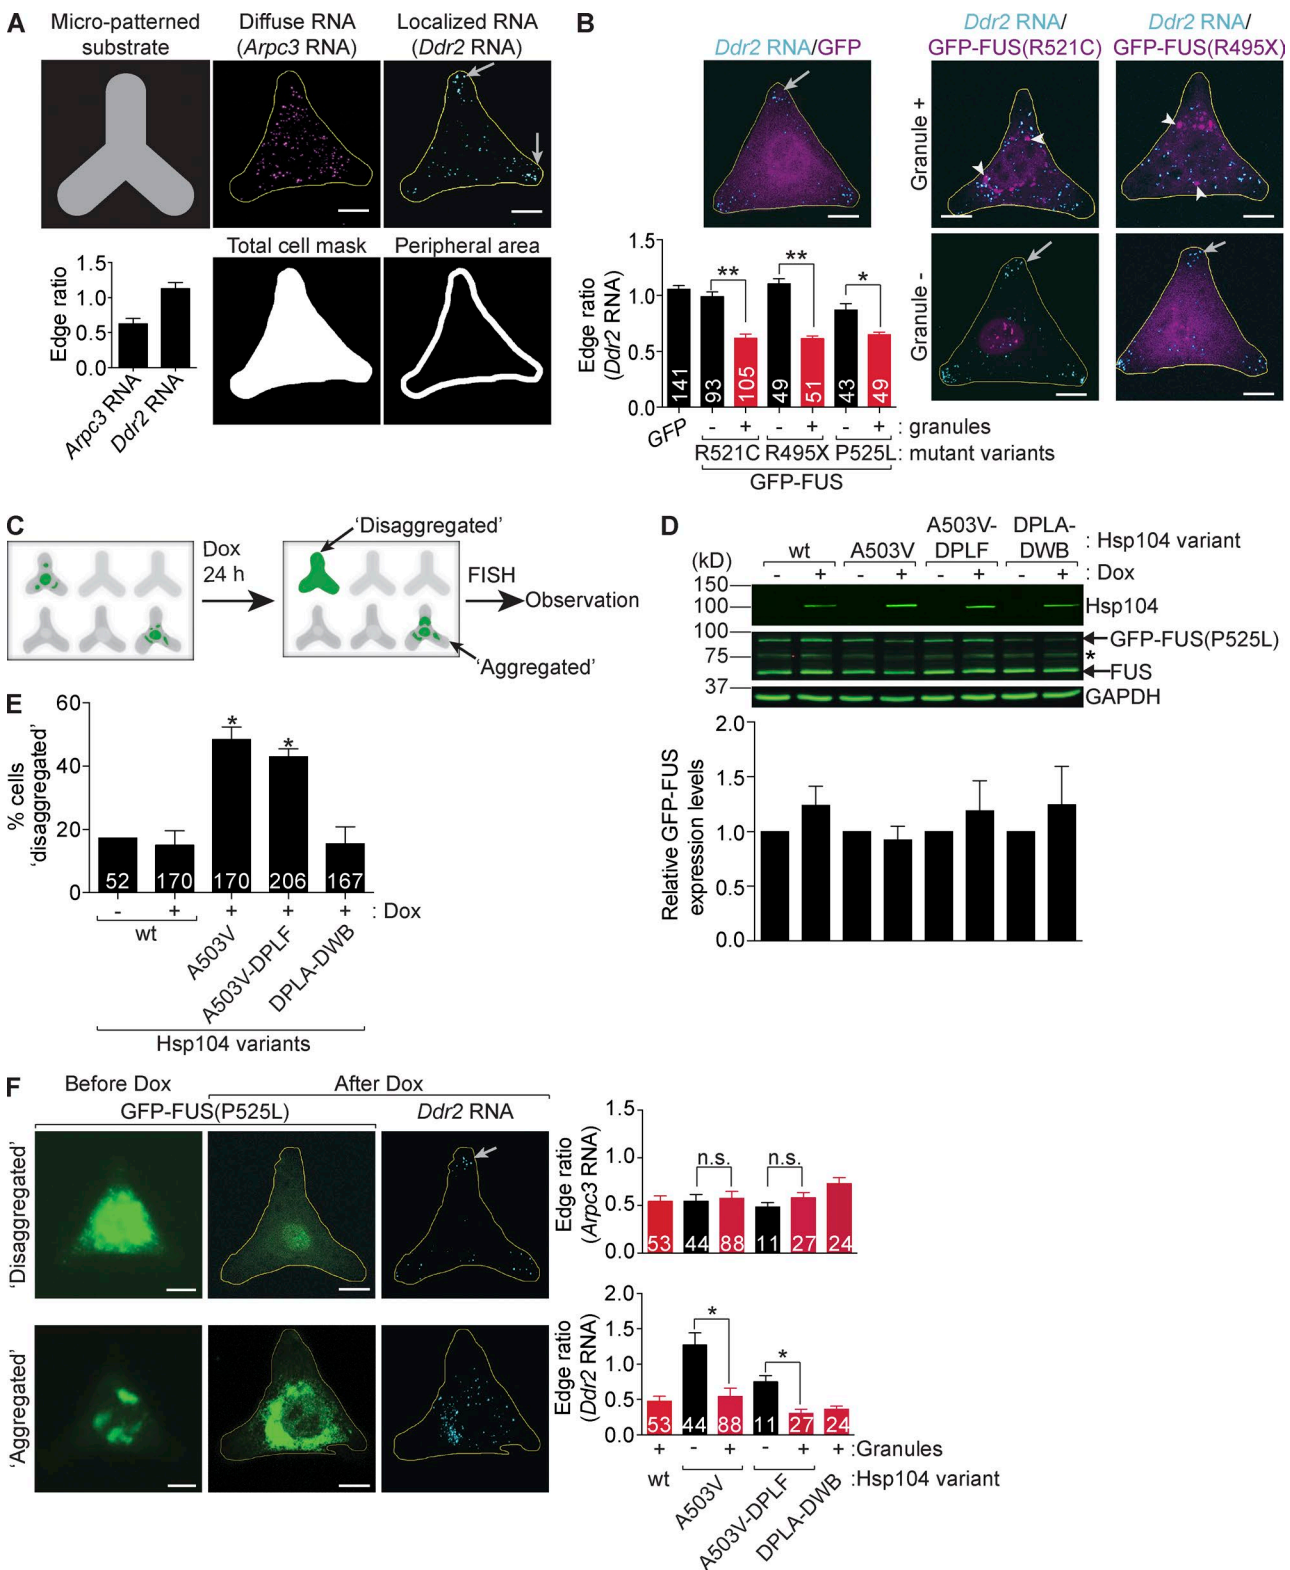 A
Micro-patterned
substrate
Diffuse RNA
(Arpc3 RNA)
Localized RNA
(Ddr2 RNA)
Total cell mask
Peripheral area
Edge ratio
1.5
1.0
0.5
0.0
Arpc3 RNA
Ddr2 RNA
B
Ddr2 RNA/GFP
Ddr2 RNA/
GFP-FUS(R521C)
Ddr2 RNA/
GFP-FUS(R495X)
Granule +
Granule -
Edge ratio
(Ddr2 RNA)
1.5
1.0
0.5
0.0
** ** *
141 93 105 49 51 43 49
GFP - + - + - + : granules
R521C R495X P525L : mutant variants
GFP-FUS
C
Dox
24 h
'Disaggregated'
FISH
Observation
'Aggregated'
D
(kD)
wt A503V A503V-DPLF DPLA-DWB : Hsp104 variant
- + - + - + - + : Dox
150
100
Hsp104
100
75
37
GFP-FUS(P525L)
*
FUS
GAPDH
Relative GFP-FUS
expression levels
2.0
1.5
1.0
0.5
0.0
E
% cells
'disaggregated'
60
40
20
0
* *
52 170 170 206 167
- + + + + : Dox
wt
A503V
A503V-DPLF
DPLA-DWB
Hsp104 variants
F
Before Dox
After Dox
GFP-FUS(P525L)
Ddr2 RNA
'Disaggregated'
'Aggregated'
Edge ratio
(Arpc3 RNA)
1.5
1.0
0.5
0.0
n.s. n.s.
53 44 88 11 27 24
Edge ratio
(Ddr2 RNA)
2.0
1.5
1.0
0.5
0.0
* *
53 44 88 11 27 24
+ - + - + + :Granules
wt
A503V
A503V-DPLF
DPLA-DWB
:Hsp104 variant